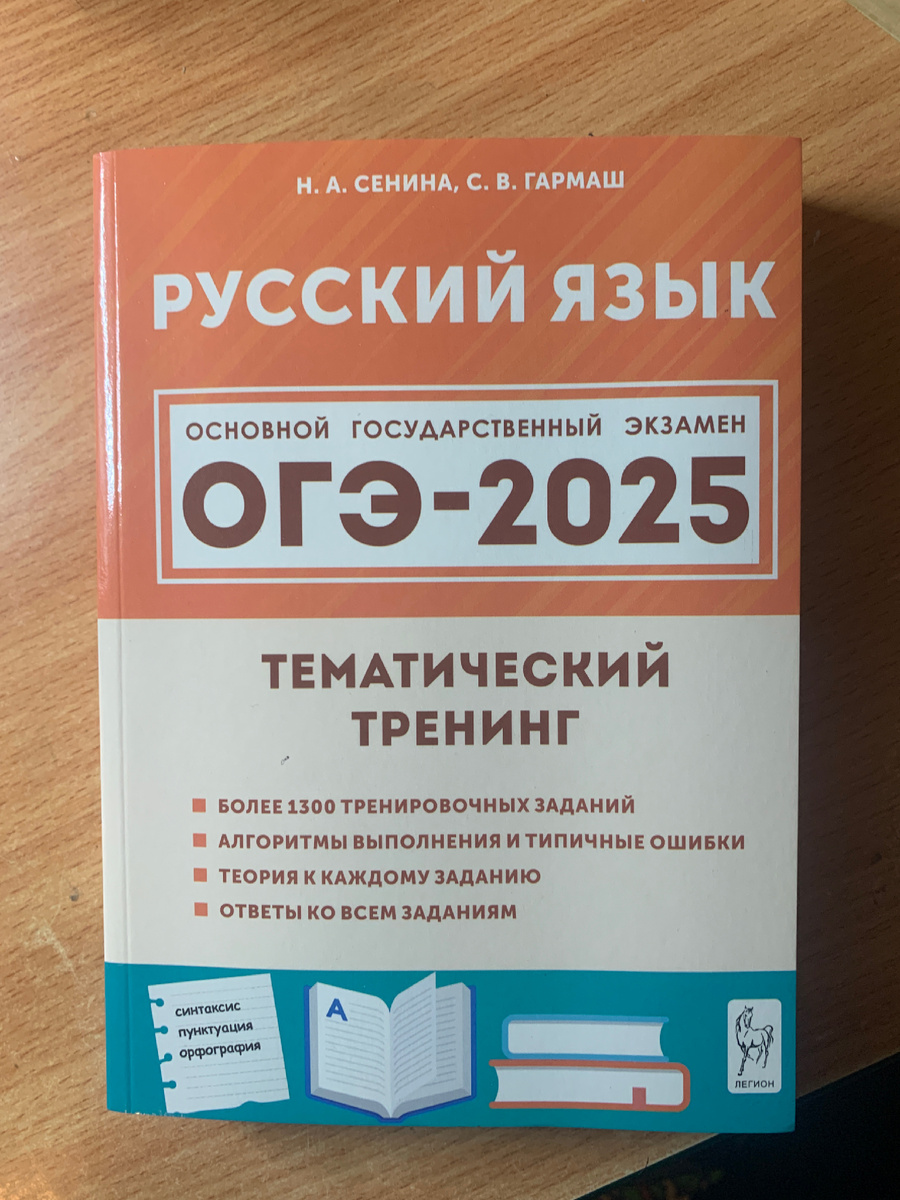 Н. А. СЕНИНА, С. В. ГАРМАШ
РУССКИЙ ЯЗЫК
ОСНОВНОЙ ГОСУДАРСТВЕННЫЙ ЭКЗАМЕН
ОГЭ-2025
ТЕМАТИЧЕСКИЙ
ТРЕНИНГ
БОЛЕЕ 1300 ТРЕНИРОВОЧНЫХ ЗАДАНИЙ
АЛГОРИТМЫ ВЫПОЛНЕНИЯ И ТИПИЧНЫЕ ОШИБКИ
ТЕОРИЯ К КАЖДОМУ ЗАДАНИЮ
ОТВЕТЫ КО ВСЕМ ЗАДАНИЯМ
синтаксис
пунктуация
орфография
А
ЛЕГИОН